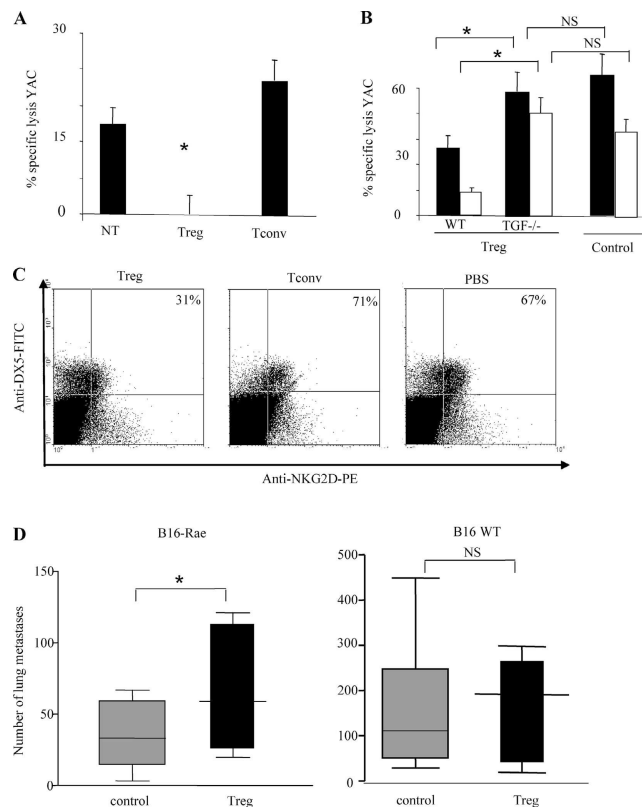 A
30
15
0
% specific lysis YAC
*
NT Treg Tconv
B
60
30
0
% specific lysis YAC
* NS
* NS
WT TGF-/-
Treg Control
C
Treg Tconv PBS
31% 71% 67%
Anti-DX5-FITC
Anti-NKG2D-PE
D
B16-Rae
150
100
50
0
Number of lung metastases
*
control Treg
B16 WT
500
400
300
200
100
0
NS
control Treg